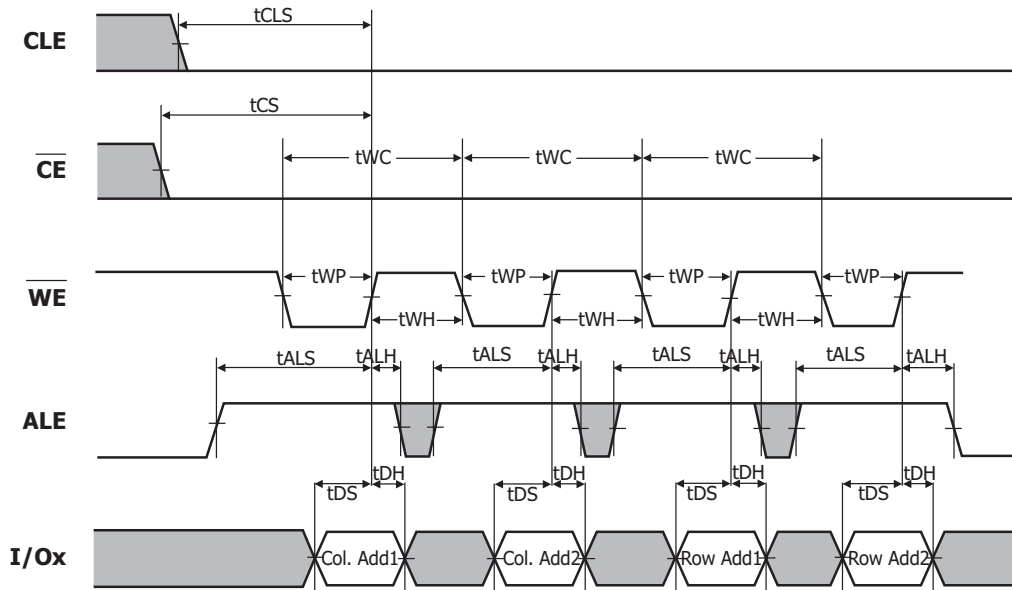 tCLS
CLE
tCS
CE
tWC tWC tWC
WE
tWP tWP tWP tWP
tWH tWH tWH
tALS tALH tALS tALH tALS tALH tALS tALH
ALE
tDS tDH tDS tDH tDS tDH tDS tDH
I/Ox
Col. Add1 Col. Add2 Row Add1 Row Add2